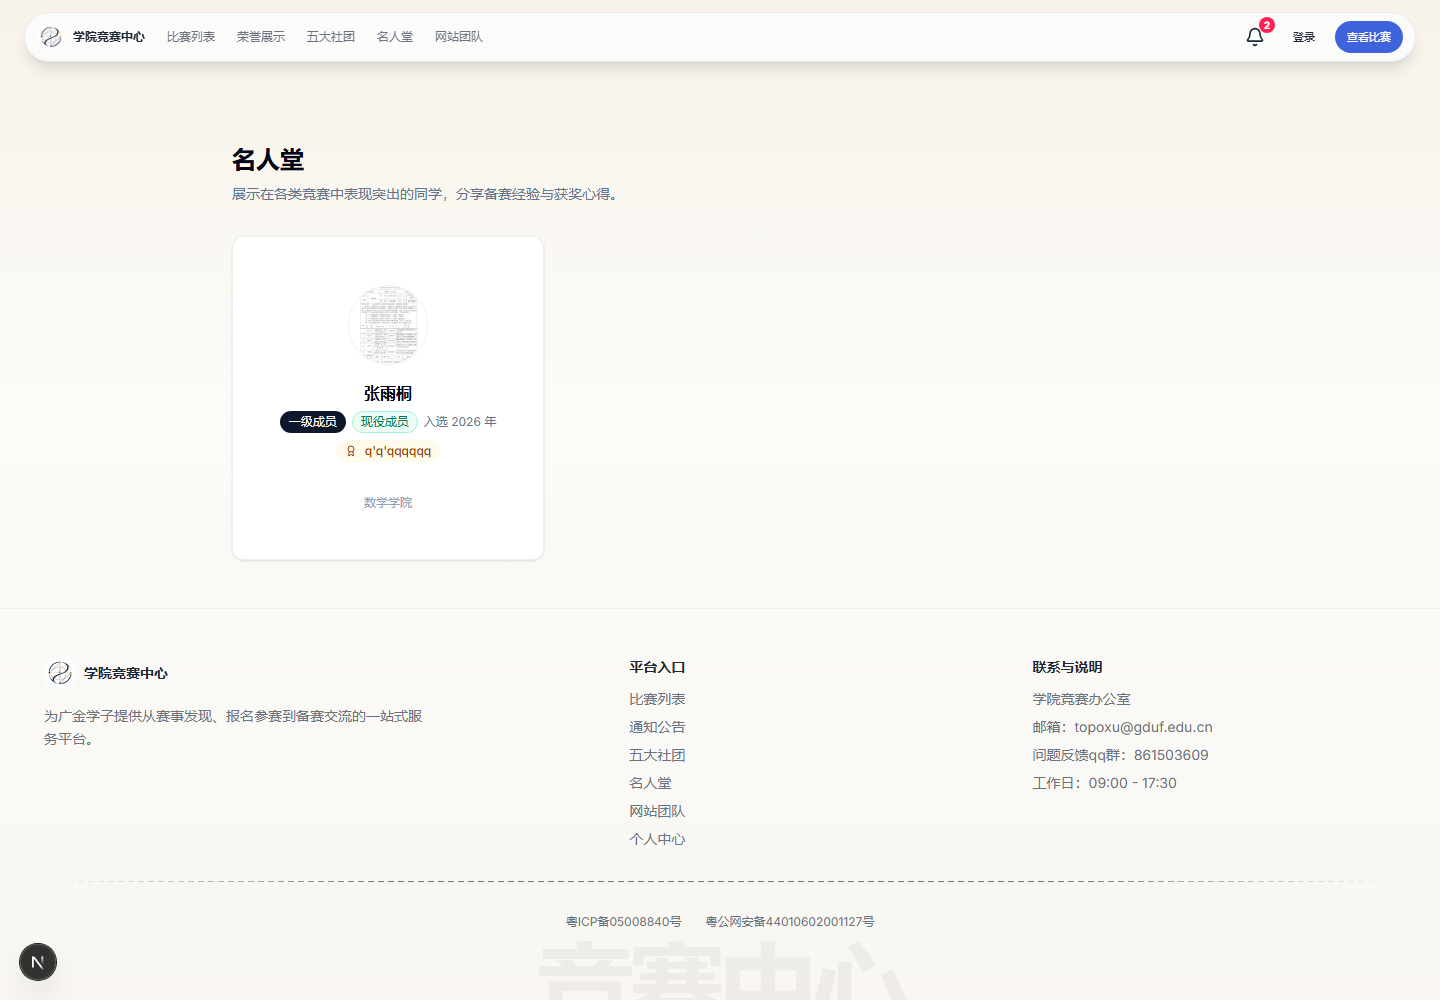 学院竞赛中心 比赛列表 荣誉展示 五大社团 名人堂 网站团队 2 登录 查看比赛
名人堂
展示在各类竞赛中表现突出的同学，分享备赛经验与获奖心得。
张雨桐
一级成员 现役成员 入选 2026 年
q'q'qqqqqq
数学学院
学院竞赛中心
为广金学子提供从赛事发现、报名参赛到备赛交流的一站式服
务平台。
平台入口
比赛列表
通知公告
五大社团
名人堂
网站团队
个人中心
联系与说明
学院竞赛办公室
邮箱：topoxu@gduf.edu.cn
问题反馈qq群：861503609
工作日：09:00 - 17:30
粤ICP备05008840号 粤公网安备44010602001127号
竞赛中心
N